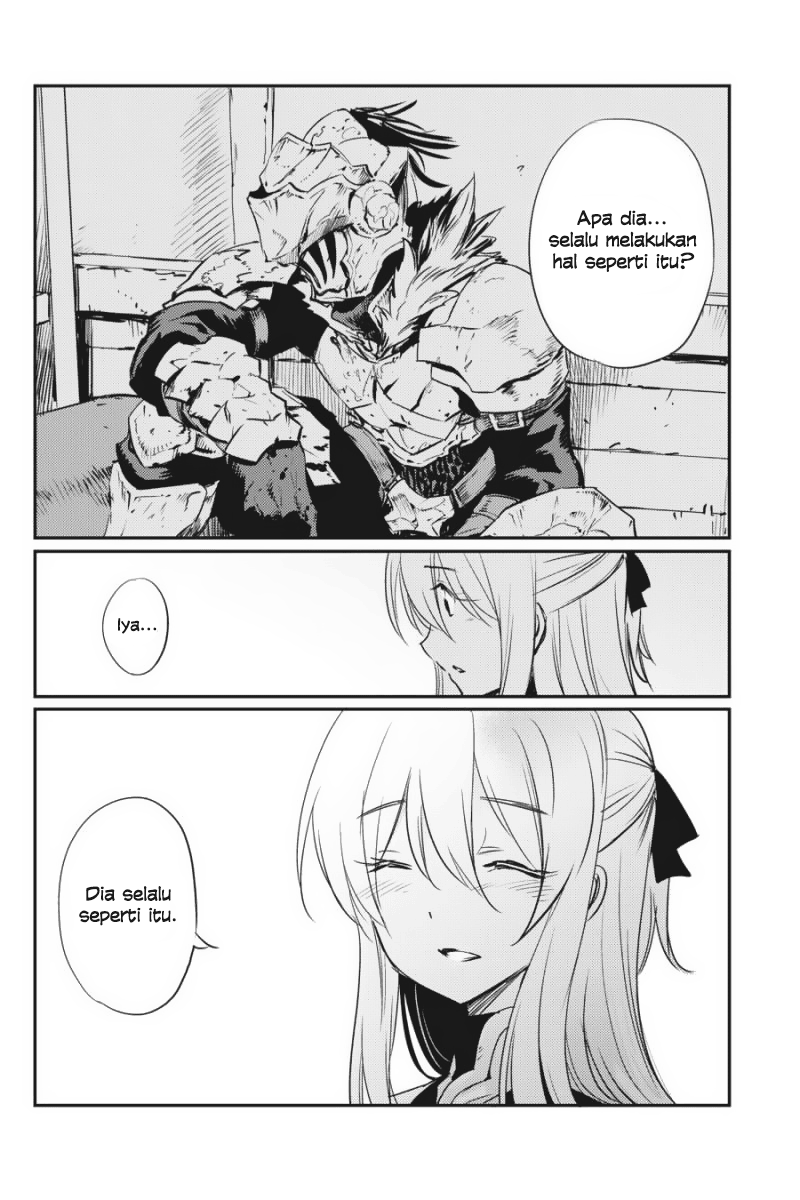 Apa dia...
selalu melakukan
hal seperti itu?
Iya...
Dia selalu
seperti itu.